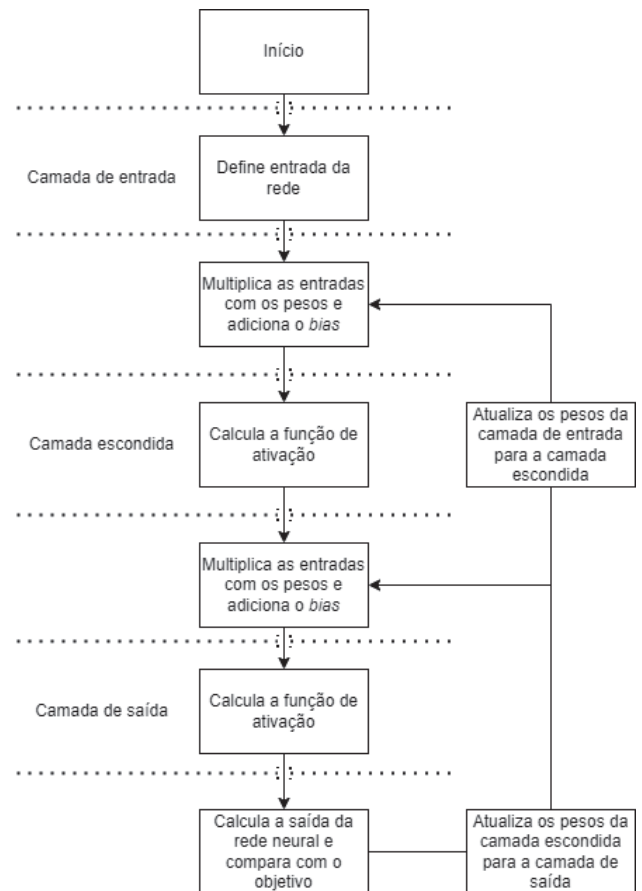 Início
Camada de entrada
Define entrada da
rede
Multiplica as entradas
com os pesos e
adiciona o bias
Camada escondida
Calcula a função de
ativação
Atualiza os pesos da
camada de entrada
para a camada
escondida
Multiplica as entradas
com os pesos e
adiciona o bias
Camada de saída
Calcula a função de
ativação
Calcula a saída da
rede neural e
compara com o
objetivo
Atualiza os pesos da
camada escondida
para a camada de
saída